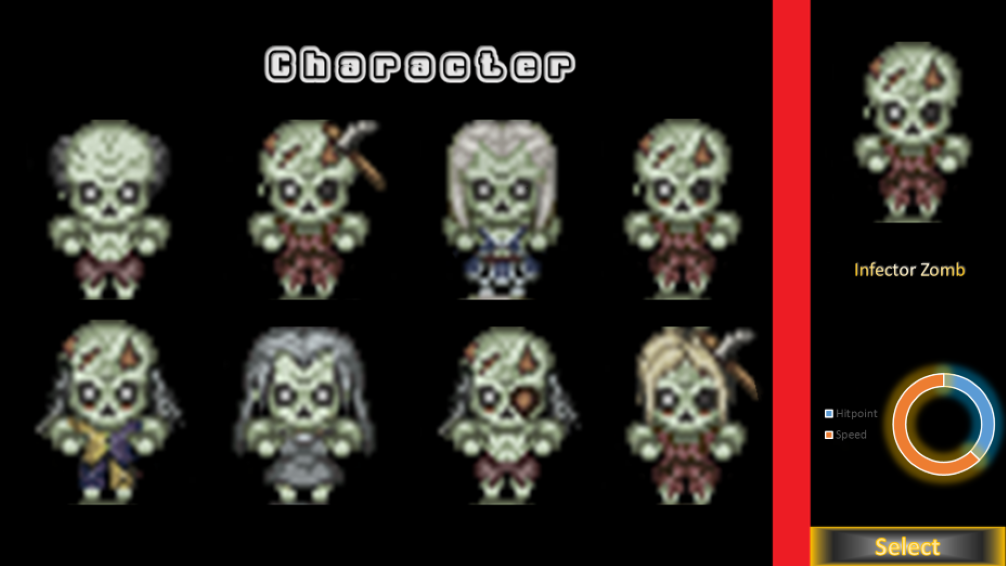 Character
Infector Zomb
Hitpoint
Speed
Select